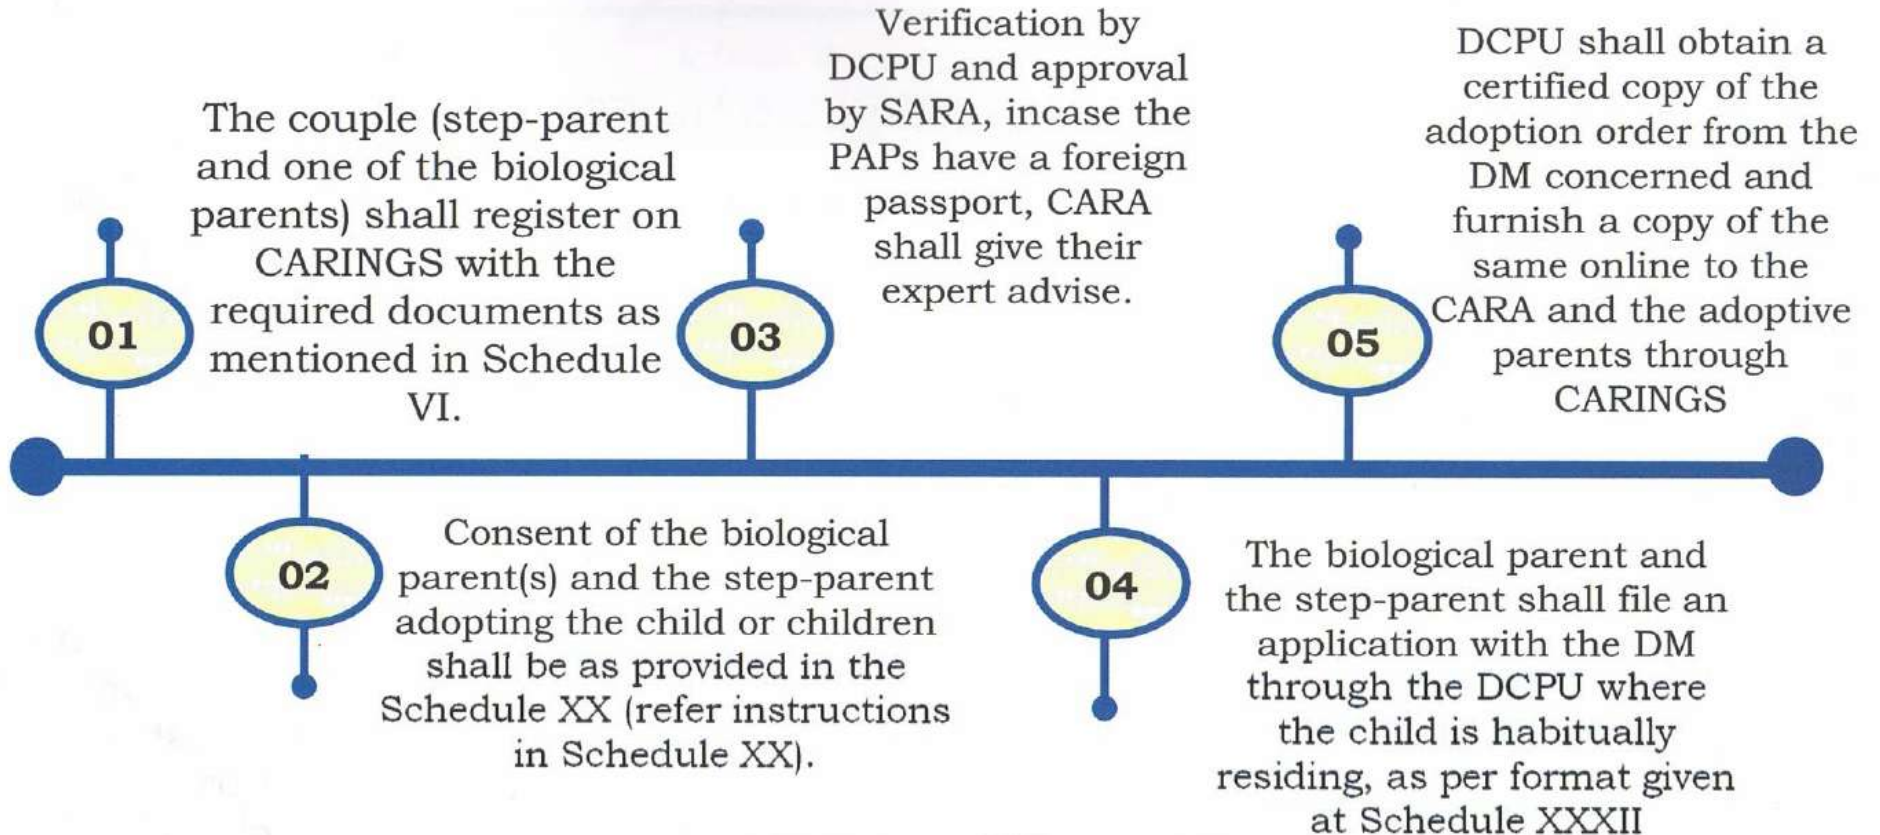 01
The couple (step-parent
and one of the biological
parents) shall register on
CARINGS with the
required documents as
mentioned in Schedule
VI.
02
Consent of the biological
parent(s) and the step-parent
adopting the child or children
shall be as provided in the
Schedule XX (refer instructions
in Schedule XX).
03
Verification by
DCPU and approval
by SARA, incase the
PAPs have a foreign
passport, CARA
shall give their
expert advise.
04
The biological parent and
the step-parent shall file an
application with the DM
through the DCPU where
the child is habitually
residing, as per format given
at Schedule XXXII
05
DCPU shall obtain a
certified copy of the
adoption order from the
DM concerned and
furnish a copy of the
same online to the
CARA and the adoptive
parents through
CARINGS